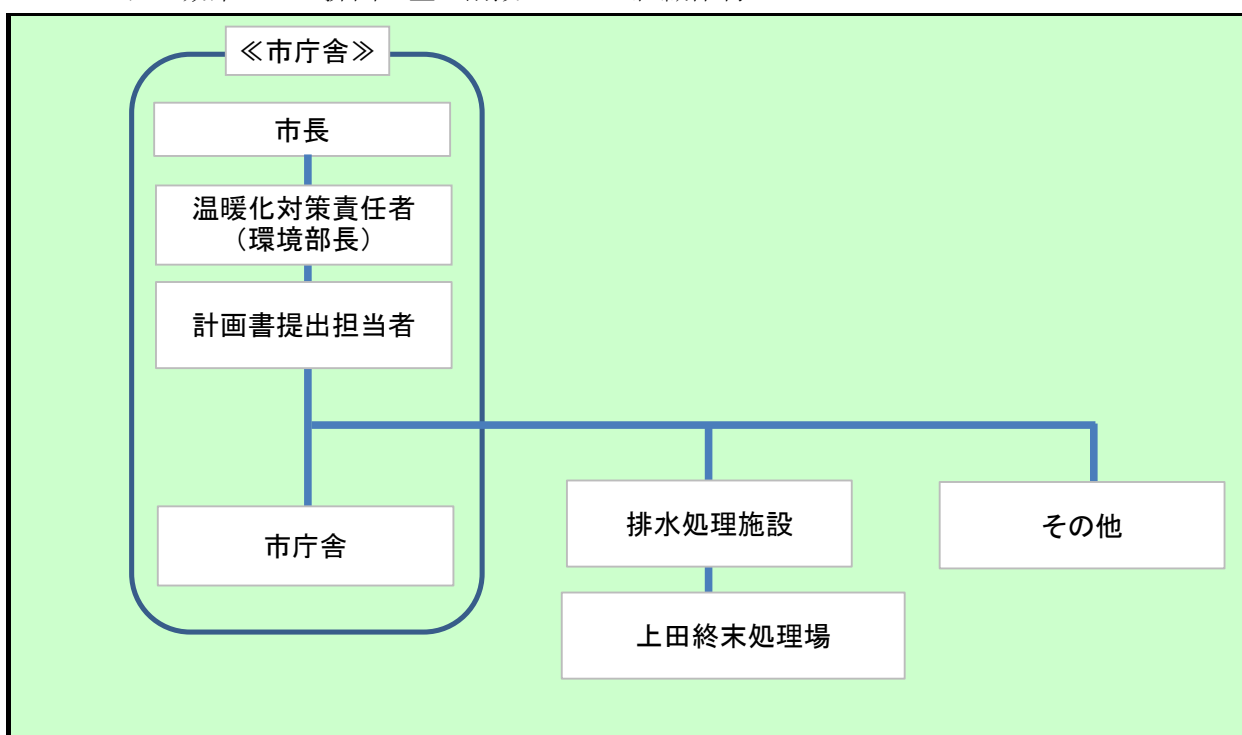 ≪市庁舎≫
市長
温暖化対策責任者
（環境部長）
計画書提出担当者
市庁舎
排水処理施設
その他
上田終末処理場